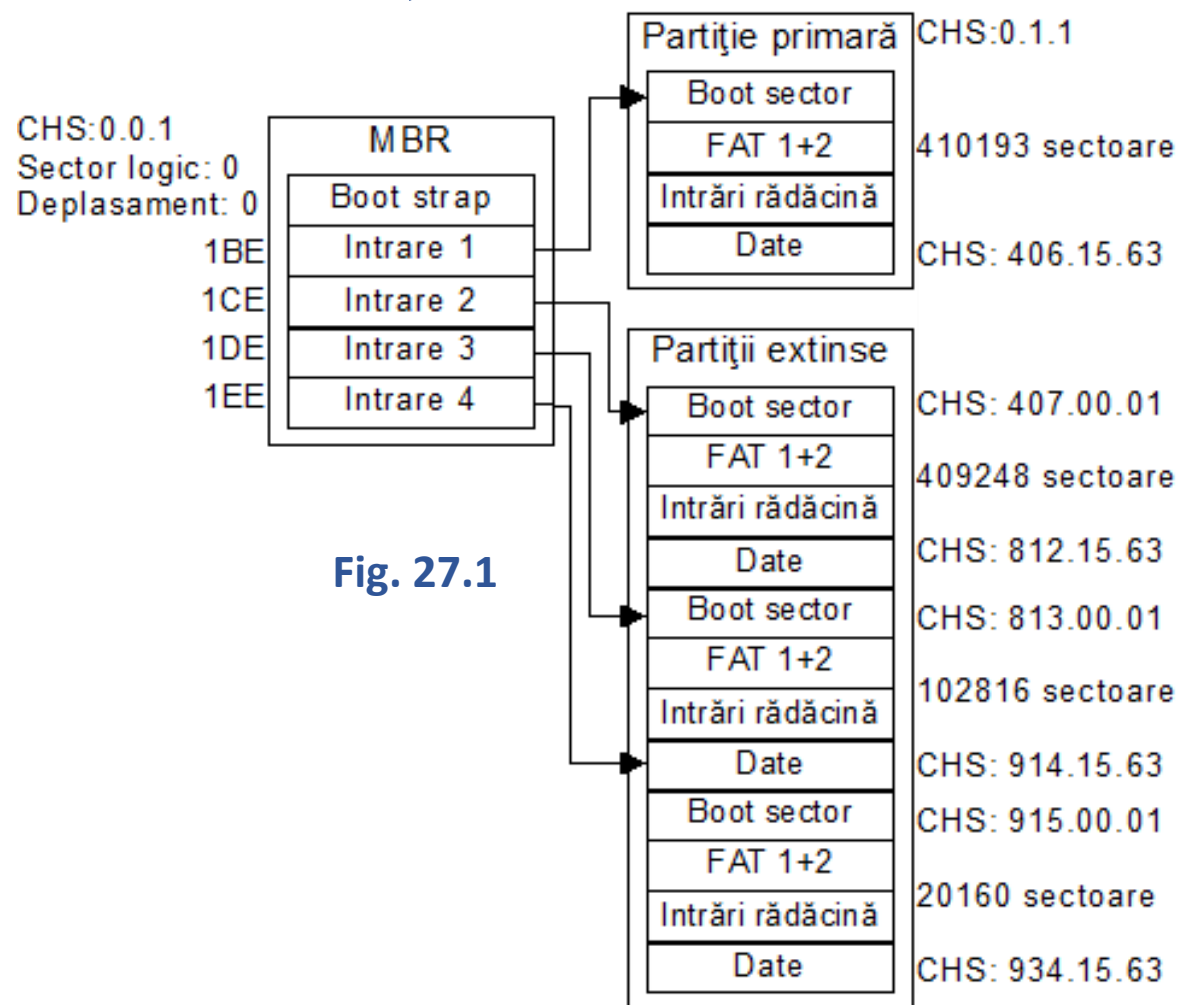 CHS:0.0.1
Sector logic: 0
Deplasament: 0
MBR
Boot strap
1BE
Intrare 1
1CE
Intrare 2
1DE
Intrare 3
1EE
Intrare 4
Fig. 27.1
Partiţie primară
CHS:0.1.1
Boot sector
FAT 1+2
410193 sectoare
Intrări rădăcină
Date
CHS: 406.15.63
Partiţii extinse
Boot sector
CHS: 407.00.01
FAT 1+2
409248 sectoare
Intrări rădăcină
Date
CHS: 812.15.63
Boot sector
CHS: 813.00.01
FAT 1+2
102816 sectoare
Intrări rădăcină
Date
CHS: 914.15.63
Boot sector
CHS: 915.00.01
FAT 1+2
20160 sectoare
Intrări rădăcină
Date
CHS: 934.15.63